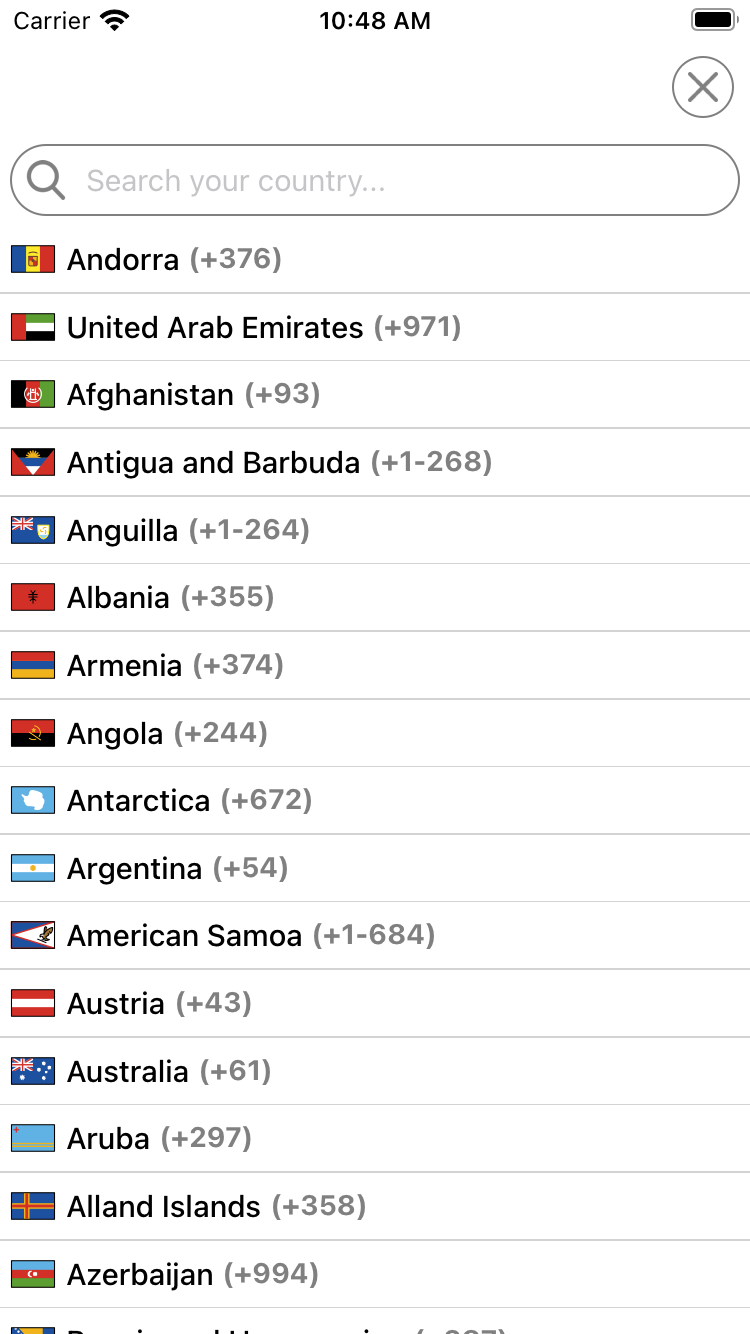 Carrier 10:48 AM
Search your country...
Andorra (+376)
United Arab Emirates (+971)
Afghanistan (+93)
Antigua and Barbuda (+1-268)
Anguilla (+1-264)
Albania (+355)
Armenia (+374)
Angola (+244)
Antarctica (+672)
Argentina (+54)
American Samoa (+1-684)
Austria (+43)
Australia (+61)
Aruba (+297)
Alland Islands (+358)
Azerbaijan (+994)